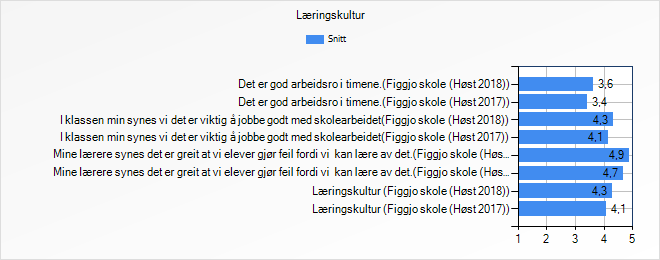 Læringskultur
Snitt
Det er god arbeidsro i timene.(Figgjo skole (Høst 2018)) 3,6
Det er god arbeidsro i timene.(Figgjo skole (Høst 2017)) 3,4
I klassen min synes vi det er viktig å jobbe godt med skolearbeidet(Figgjo skole (Høst 2018)) 4,3
I klassen min synes vi det er viktig å jobbe godt med skolearbeidet(Figgjo skole (Høst 2017)) 4,1
Mine lærere synes det er greit at vi elever gjør feil fordi vi kan lære av det.(Figgjo skole (Høs... 4,9
Mine lærere synes det er greit at vi elever gjør feil fordi vi kan lære av det.(Figgjo skole (Høs... 4,7
Læringskultur (Figgjo skole (Høst 2018)) 4,3
Læringskultur (Figgjo skole (Høst 2017)) 4,1
1 2 3 4 5